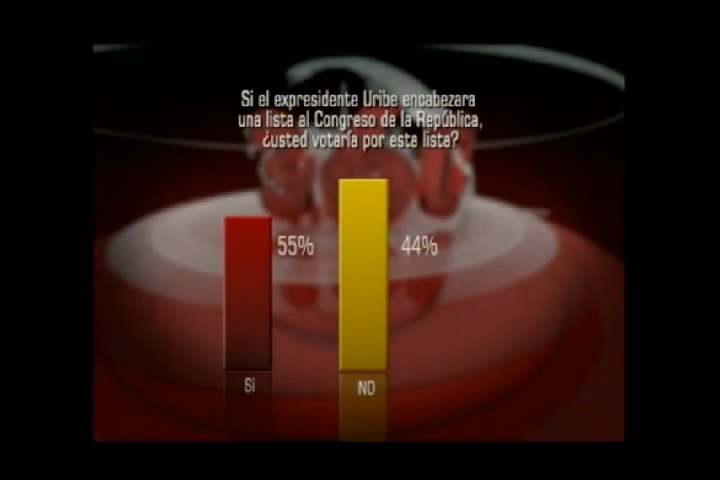 Si el expresidente Uribe encabezara
una lista al Congreso de la República,
¿usted votaría por esta lista?
55% 44%
Si NO